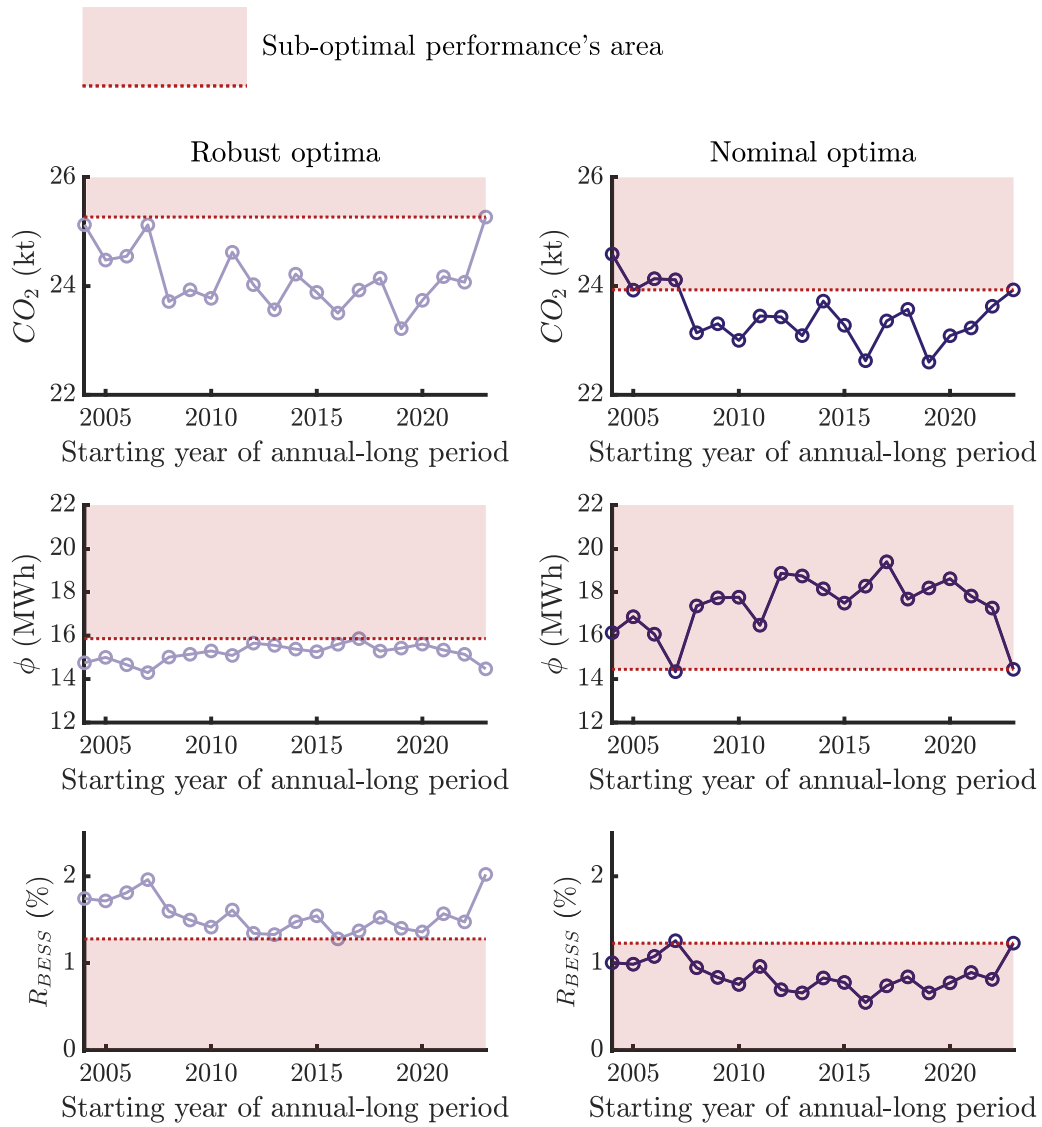 Sub-optimal performance's area
Robust optima
26
24
22
CO₂ (kt)
2005 2010 2015 2020
Starting year of annual-long period
Nominal optima
26
24
22
CO₂ (kt)
2005 2010 2015 2020
Starting year of annual-long period
22
20
18
16
14
12
ϕ (MWh)
2005 2010 2015 2020
Starting year of annual-long period
22
20
18
16
14
12
ϕ (MWh)
2005 2010 2015 2020
Starting year of annual-long period
2
1
0
R_BESS (%)
2005 2010 2015 2020
Starting year of annual-long period
2
1
0
R_BESS (%)
2005 2010 2015 2020
Starting year of annual-long period